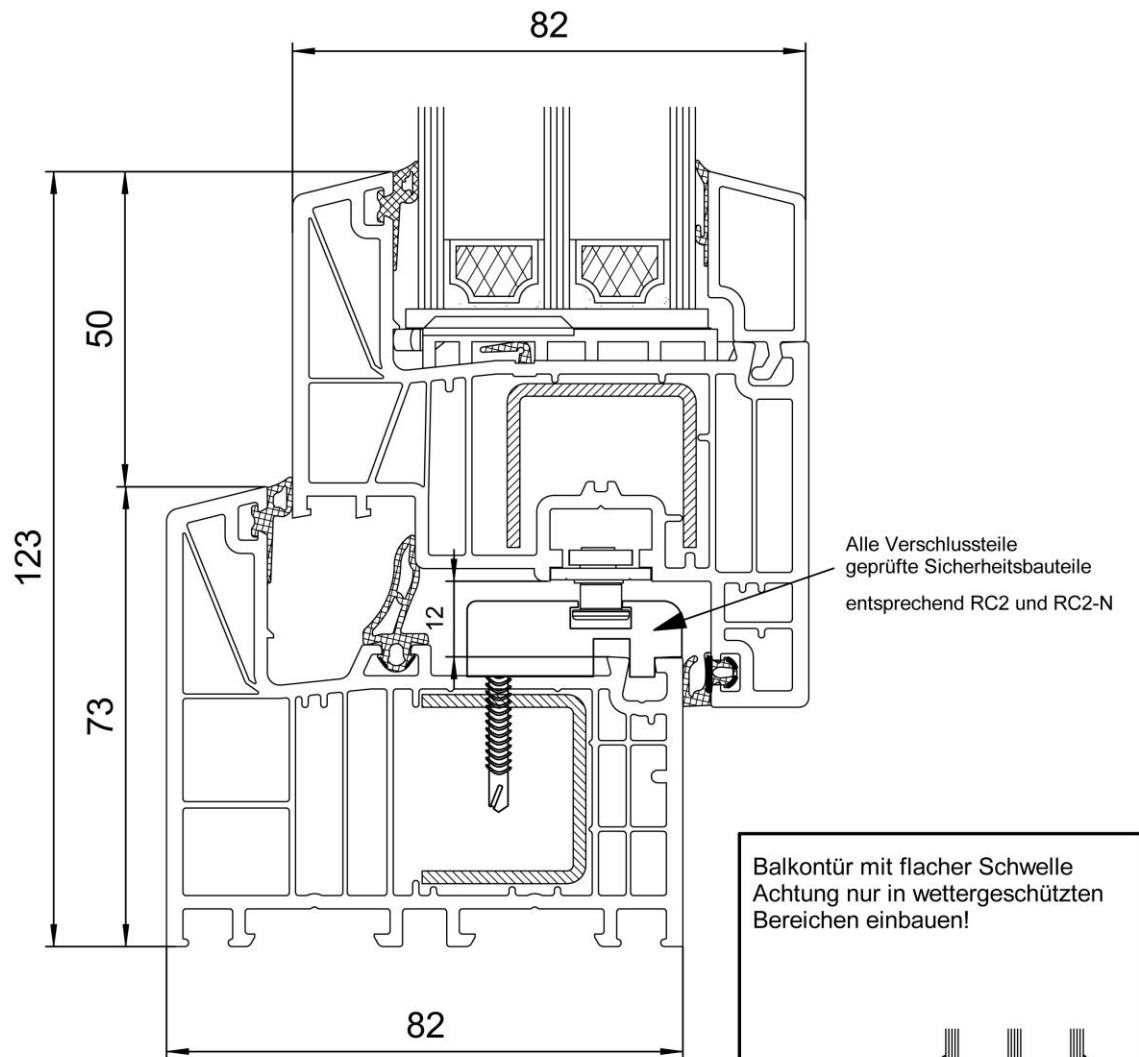 82
50
123
73
12
Alle Verschlussteile
geprüfte Sicherheitsbauteile
entsprechend RC2 und RC2-N
Balkontür mit flacher Schwelle
Achtung nur in wettergeschützten
Bereichen einbauen!
82